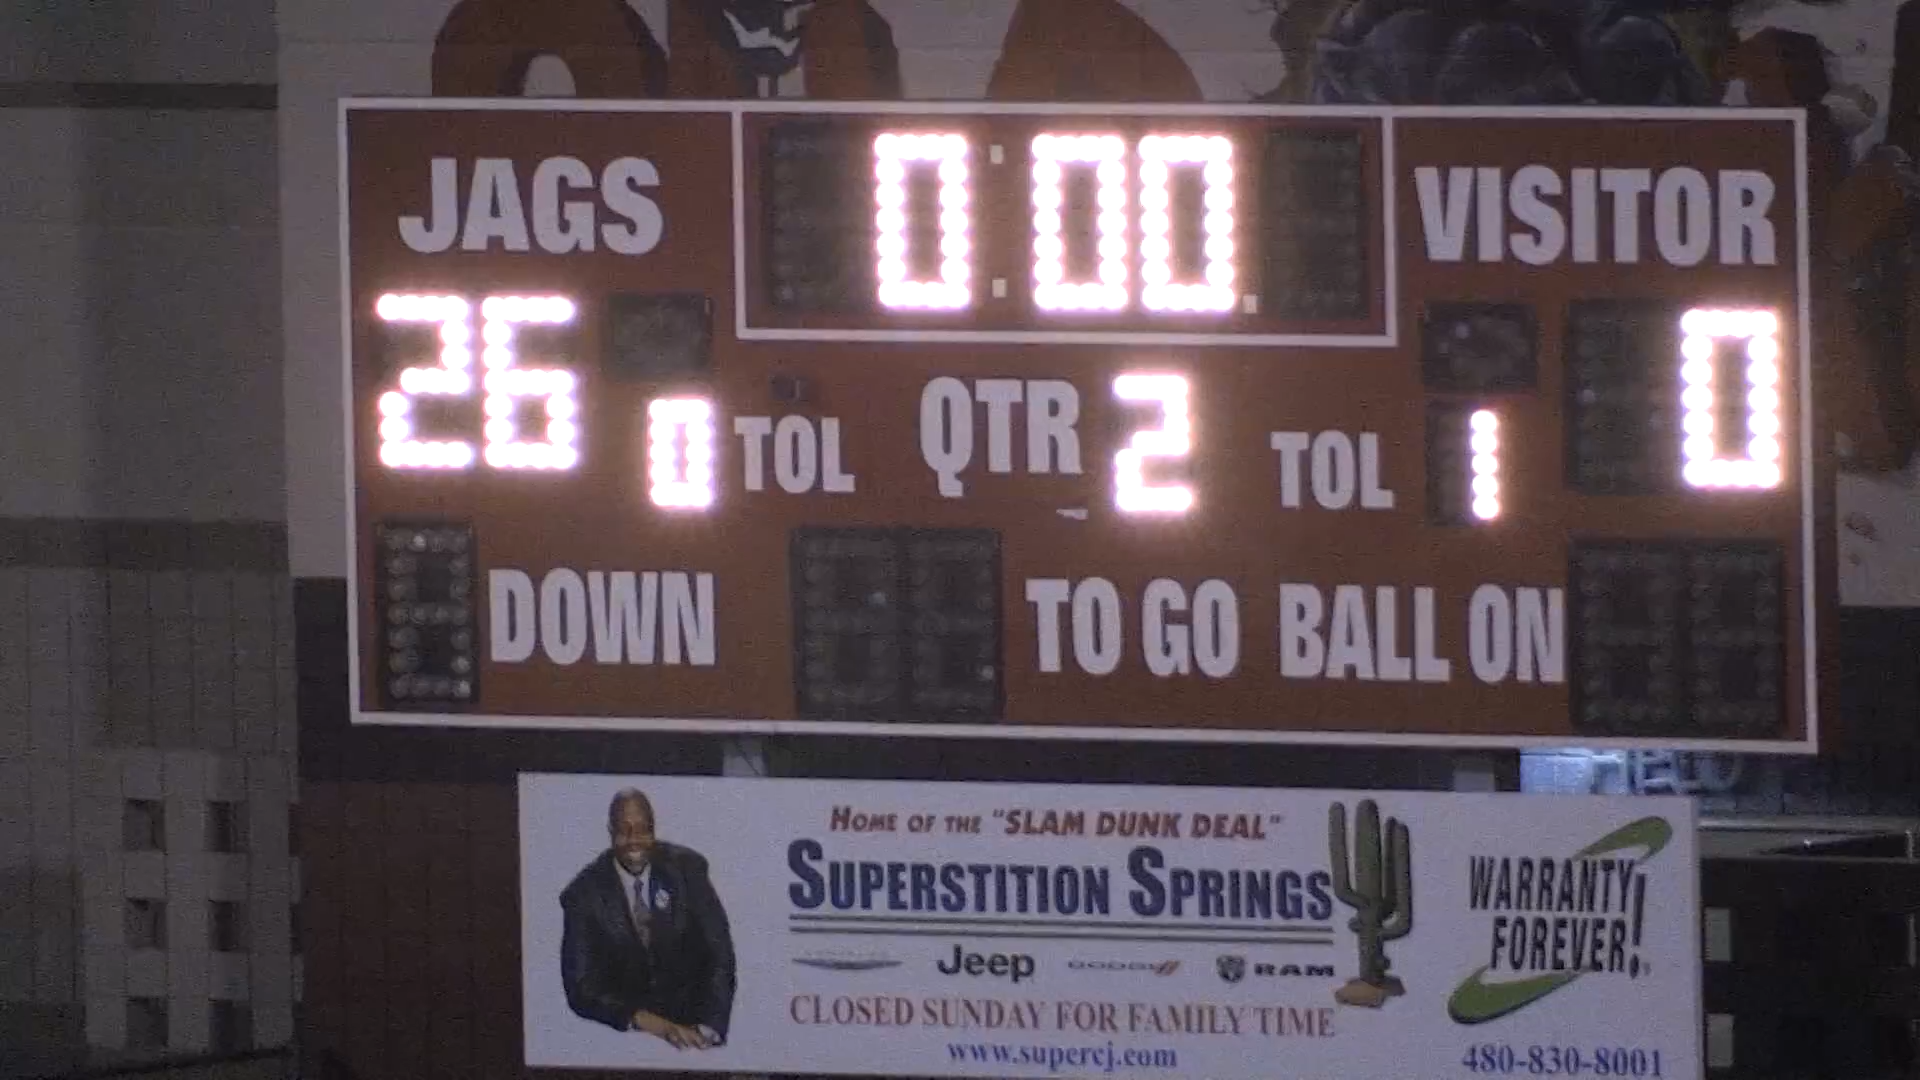 JAGS 0:00 VISITOR
26 0 TOL QTR 2 TOL 1 0
DOWN TO GO BALL ON
HOME OF THE "SLAM DUNK DEAL"
SUPERSTITION SPRINGS
Jeep DODGE RAM
CLOSED SUNDAY FOR FAMILY TIME
www.supercj.com
WARRANTY
FOREVER!
480-830-8001